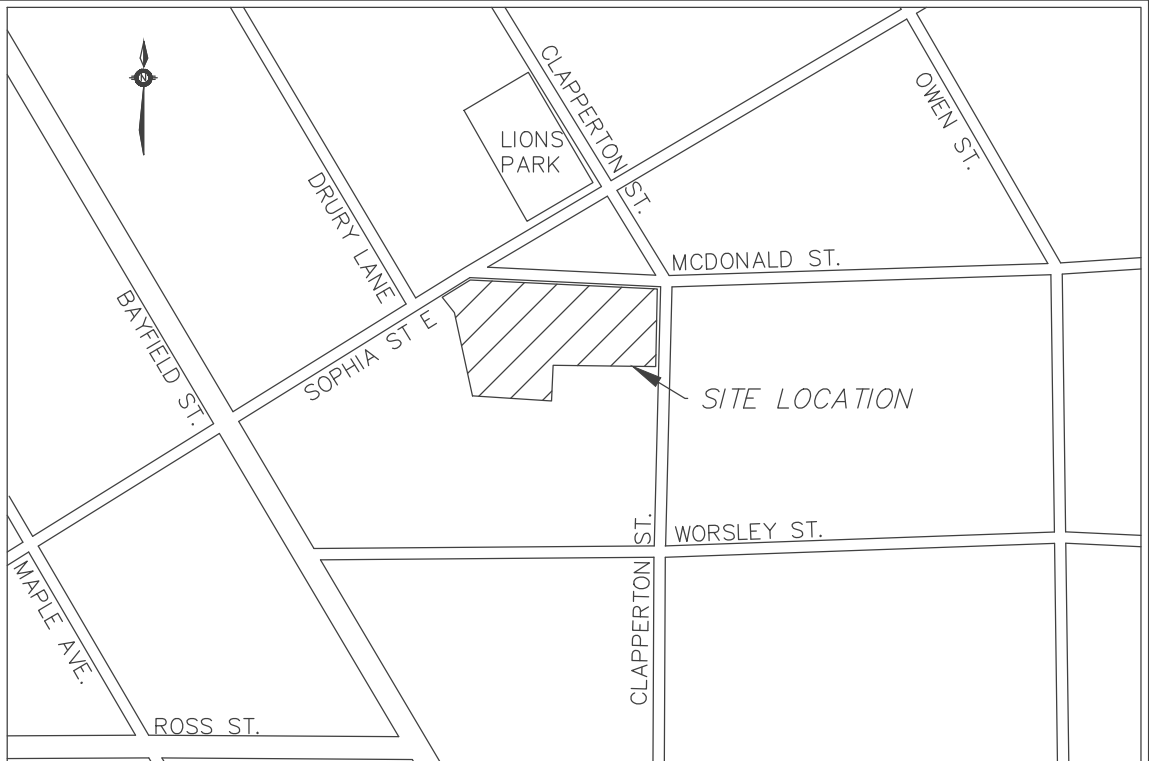 N
CLAPPERTON ST.
OWEN ST.
LIONS
PARK
DRURY LANE
MCDONALD ST.
BAYFIELD ST.
SOPHIA ST E
SITE LOCATION
WORSLEY ST.
CLAPPERTON ST.
MAPLE AVE.
ROSS ST.